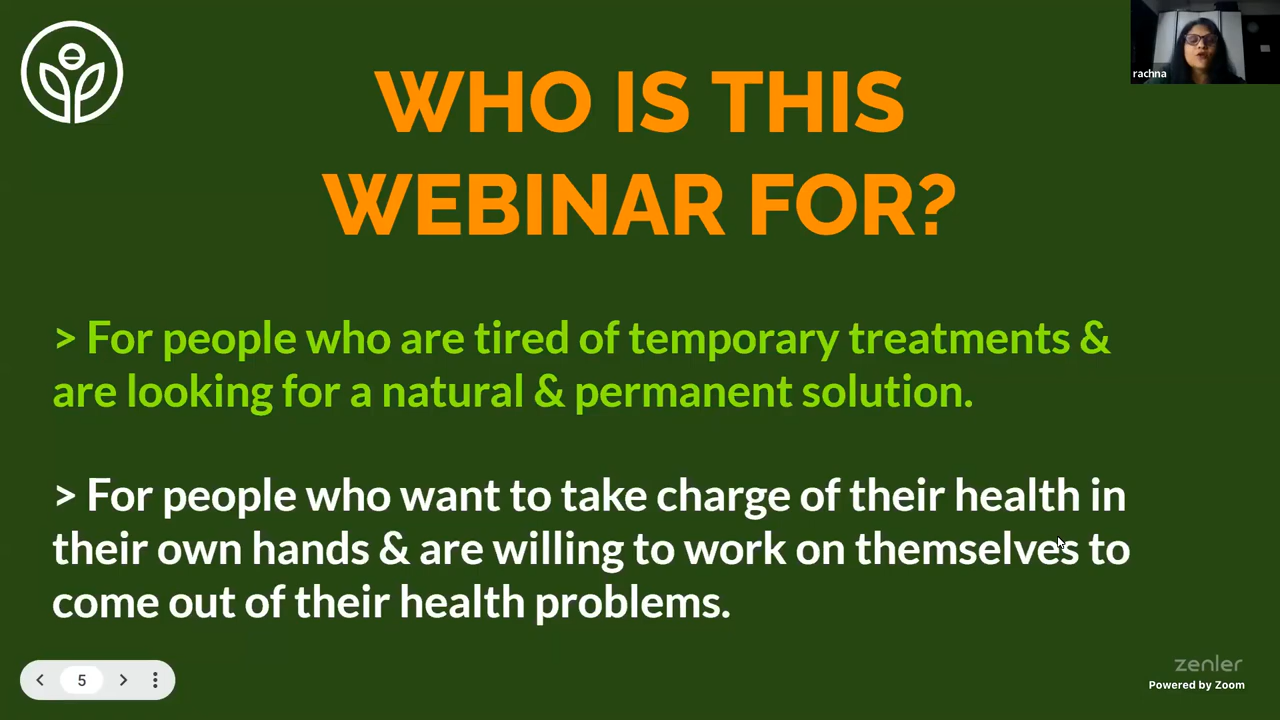 rachna
WHO IS THIS
WEBINAR FOR?
> For people who are tired of temporary treatments &
are looking for a natural & permanent solution.
> For people who want to take charge of their health in
their own hands & are willing to work on themselves to
come out of their health problems.
5
zenler
Powered by Zoom